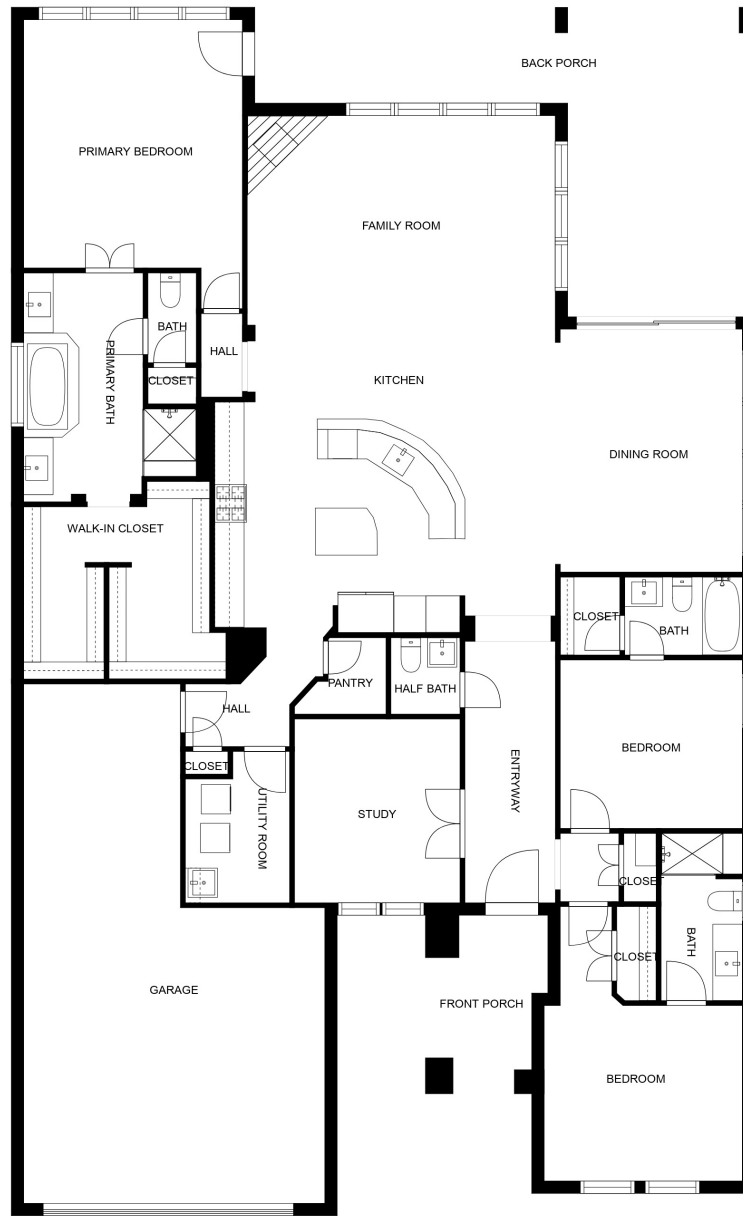 BACK PORCH
PRIMARY BEDROOM
FAMILY ROOM
BATH
HALL
PRIMARY BATH
CLOSET
KITCHEN
DINING ROOM
WALK-IN CLOSET
CLOSET
BATH
PANTRY
HALF BATH
HALL
BEDROOM
ENTRYWAY
CLOSET
UTILITY ROOM
STUDY
CLOSET
BATH
CLOSET
GARAGE
FRONT PORCH
BEDROOM